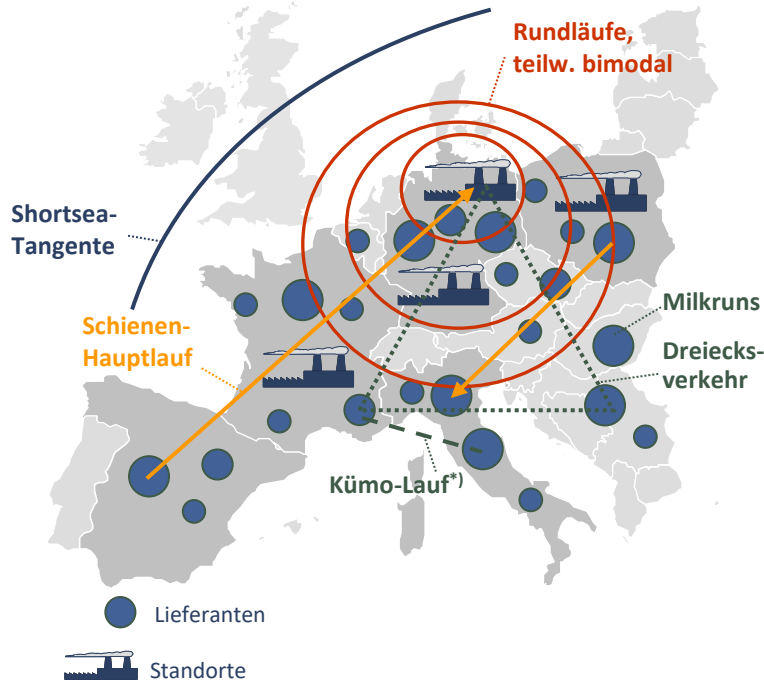 Rundläufe,
teilw. bimodal
Shortsea-
Tangente
Schienen-
Hauptlauf
Milkruns
Dreiecks-
verkehr
Kümo-Lauf*)
Lieferanten
Standorte